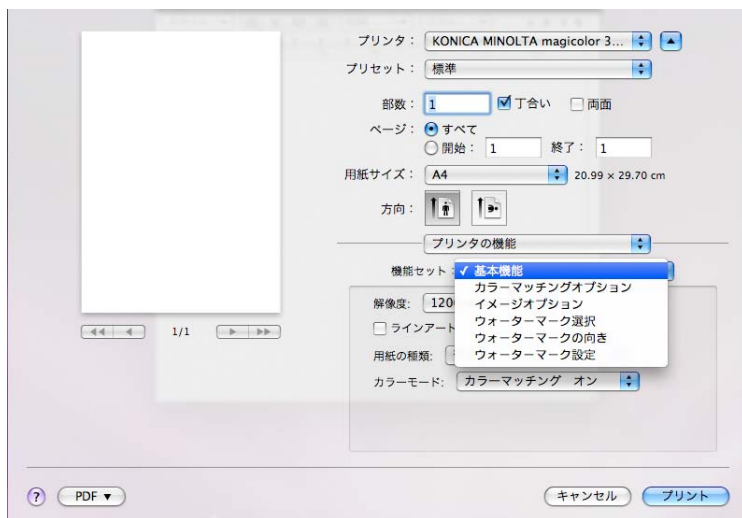 プリンタ： KONICA MINOLTA magicolor 3...
プリセット： 標準
部数： 1 丁合い 両面
ページ： すべて
開始： 1 終了： 1
用紙サイズ： A4 20.99 × 29.70 cm
方向：
プリンタの機能
機能セット： ✓ 基本機能
カラーマッチングオプション
イメージオプション
ウォーターマーク選択
ウォーターマークの向き
ウォーターマーク設定
解像度: 120
ラインアート
用紙の種類:
カラーモード: カラーマッチング オン
1/1
? PDF ▼ キャンセル プリント